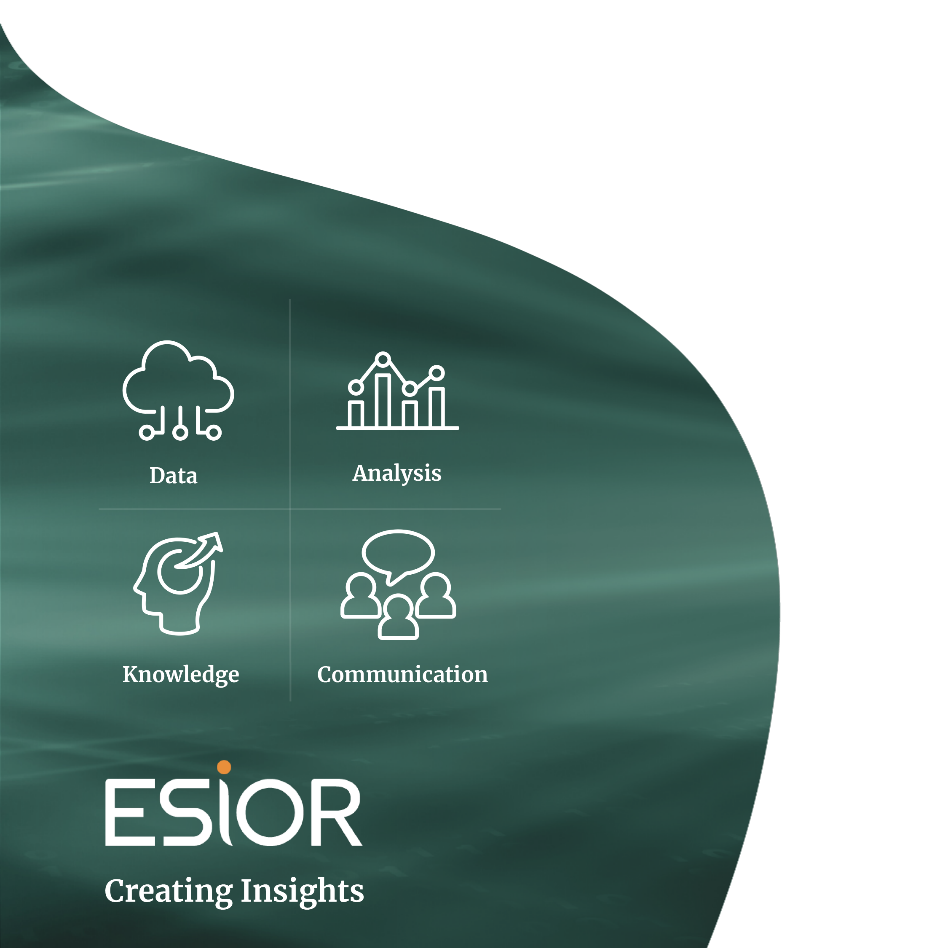 Data
Analysis
Knowledge
Communication
ESiOR
Creating Insights